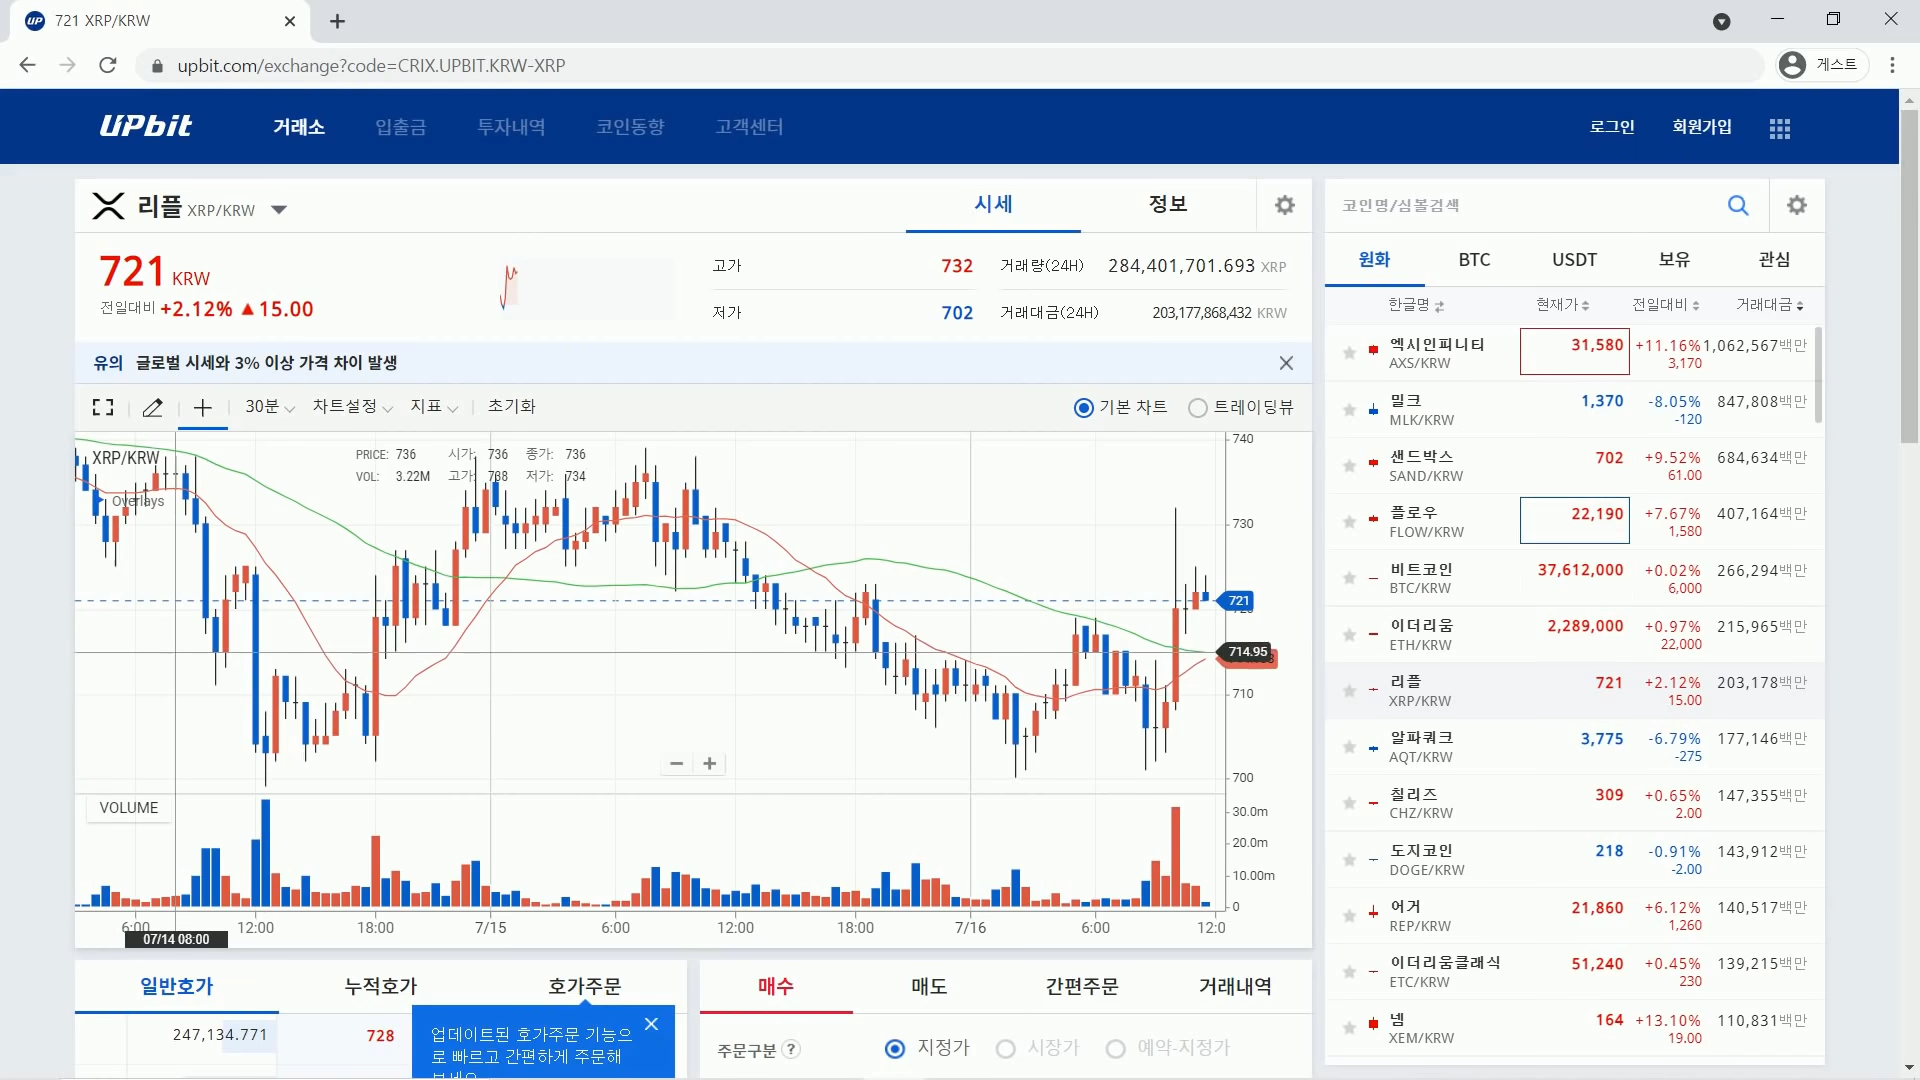 721 XRP/KRW
upbit.com/exchange?code=CRIX.UPBIT.KRW-XRP
게스트
UPbit 거래소 입출금 투자내역 코인동향 고객센터 로그인 회원가입
리플 XRP/KRW
시세 정보
721 KRW
전일대비 +2.12% ▲ 15.00
고가 732 거래량(24H) 284,401,701.693 XRP
저가 702 거래대금(24H) 203,177,868,432 KRW
유의 글로벌 시세와 3% 이상 가격 차이 발생
30분 차트설정 지표 초기화 기본 차트 트레이딩뷰
XRP/KRW
PRICE: 736 시가: 736 종가: 736
VOL: 3.22M 고가: 738 저가: 734
Overlays
740
730
721
714.95
710
700
VOLUME
30.0m
20.0m
10.00m
0
6:00 12:00 18:00 7/15 6:00 12:00 18:00 7/16 6:00 12:0
07/14 08:00
일반호가 누적호가 호가주문
247,134.771 728
업데이트된 호가주문 기능으
로 빠르고 간편하게 주문해
매수 매도 간편주문 거래내역
주문구분 ? 지정가 시장가 예약-지정가
코인명/심볼검색
원화 BTC USDT 보유 관심
한글명 현재가 전일대비 거래대금
엑시인피니티 31,580 +11.16% 1,062,567백만
AXS/KRW 3,170
밀크 1,370 -8.05% 847,808백만
MLK/KRW -120
샌드박스 702 +9.52% 684,634백만
SAND/KRW 61.00
플로우 22,190 +7.67% 407,164백만
FLOW/KRW 1,580
비트코인 37,612,000 +0.02% 266,294백만
BTC/KRW 6,000
이더리움 2,289,000 +0.97% 215,965백만
ETH/KRW 22,000
리플 721 +2.12% 203,178백만
XRP/KRW 15.00
알파쿼크 3,775 -6.79% 177,146백만
AQT/KRW -275
칠리즈 309 +0.65% 147,355백만
CHZ/KRW 2.00
도지코인 218 -0.91% 143,912백만
DOGE/KRW -2.00
어거 21,860 +6.12% 140,517백만
REP/KRW 1,260
이더리움클래식 51,240 +0.45% 139,215백만
ETC/KRW 230
넴 164 +13.10% 110,831백만
XEM/KRW 19.00